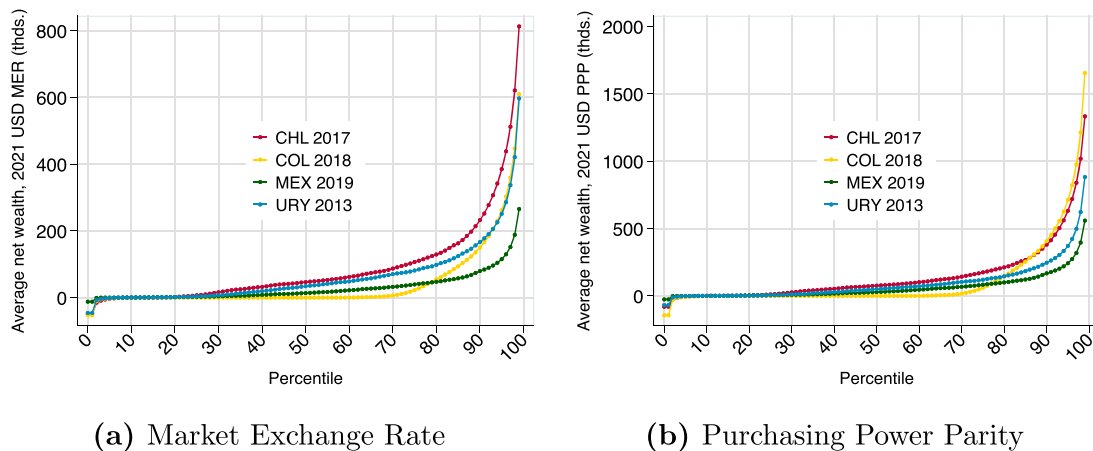 Average net wealth, 2021 USD MER (thds.)
800
600
400
200
0
CHL 2017
COL 2018
MEX 2019
URY 2013
0 10 20 30 40 50 60 70 80 90 100
Percentile
(a) Market Exchange Rate
Average net wealth, 2021 USD PPP (thds.)
2000
1500
1000
500
0
CHL 2017
COL 2018
MEX 2019
URY 2013
0 10 20 30 40 50 60 70 80 90 100
Percentile
(b) Purchasing Power Parity